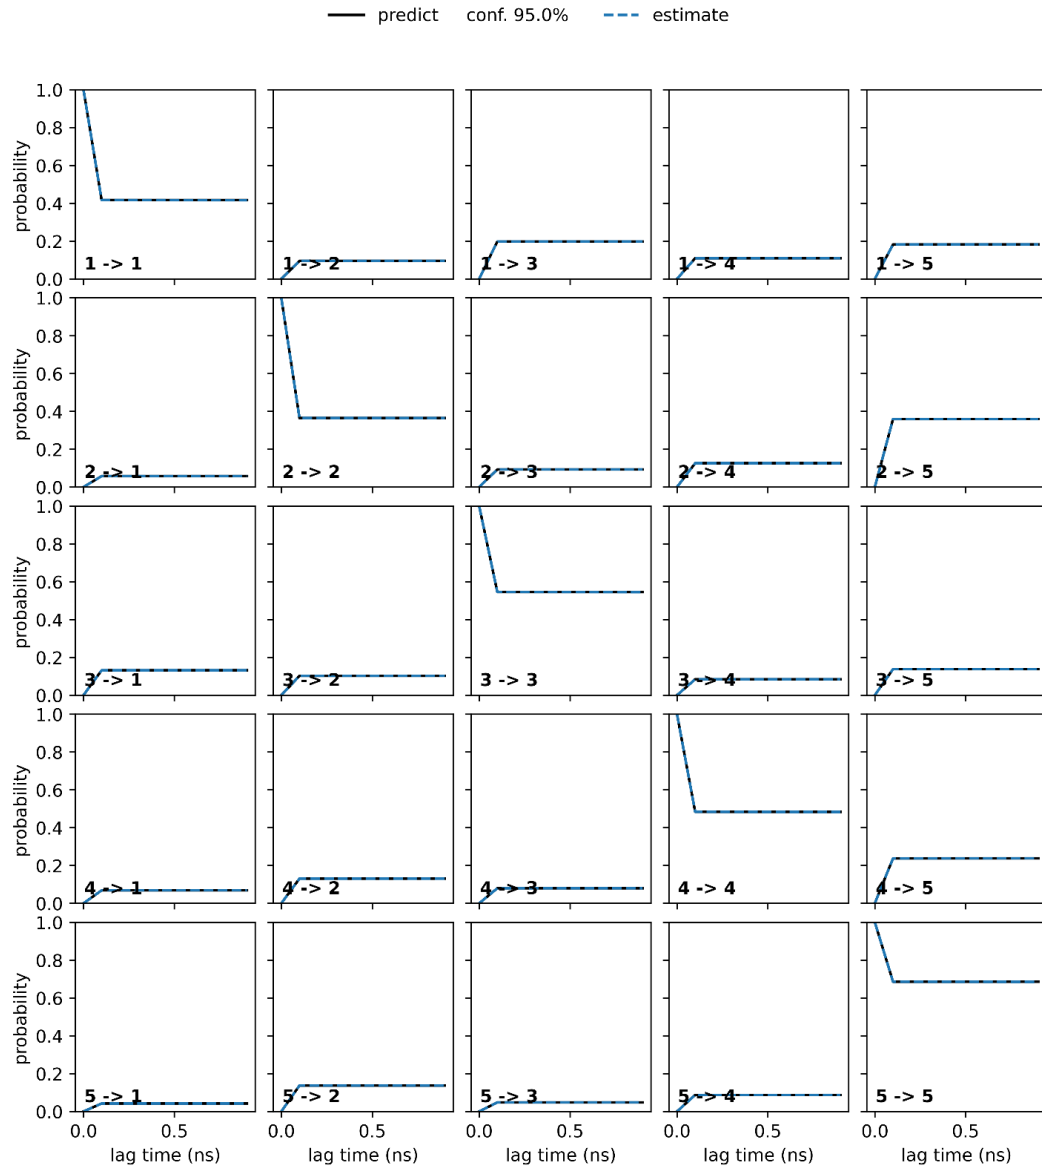 predict conf. 95.0% estimate
probability 1.0 0.8 0.6 0.4 0.2 0.0
1 -> 1 1 -> 2 1 -> 3 1 -> 4 1 -> 5
probability 1.0 0.8 0.6 0.4 0.2 0.0
2 -> 1 2 -> 2 2 -> 3 2 -> 4 2 -> 5
probability 1.0 0.8 0.6 0.4 0.2 0.0
3 -> 1 3 -> 2 3 -> 3 3 -> 4 3 -> 5
probability 1.0 0.8 0.6 0.4 0.2 0.0
4 -> 1 4 -> 2 4 -> 3 4 -> 4 4 -> 5
probability 1.0 0.8 0.6 0.4 0.2 0.0
5 -> 1 5 -> 2 5 -> 3 5 -> 4 5 -> 5
0.0 0.5 0.0 0.5 0.0 0.5 0.0 0.5 0.0 0.5
lag time (ns) lag time (ns) lag time (ns) lag time (ns) lag time (ns)